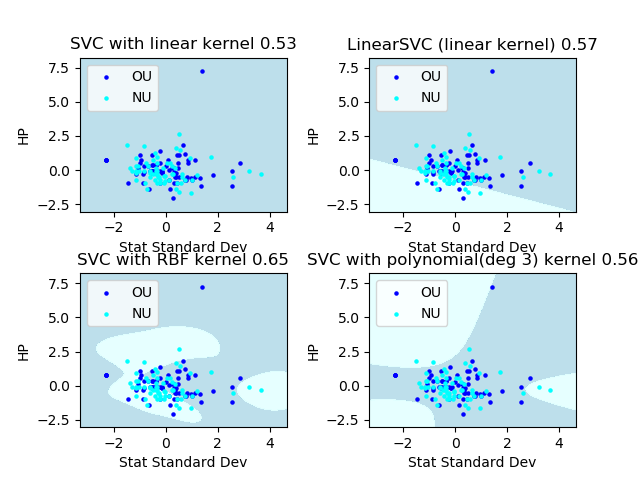 SVC with linear kernel 0.53
LinearSVC (linear kernel) 0.57
OU
NU
OU
NU
HP
7.5
5.0
2.5
0.0
−2.5
HP
7.5
5.0
2.5
0.0
−2.5
−2 0 2 4
−2 0 2 4
Stat Standard Dev
Stat Standard Dev
SVC with RBF kernel 0.65
SVC with polynomial(deg 3) kernel 0.56
OU
NU
OU
NU
HP
7.5
5.0
2.5
0.0
−2.5
HP
7.5
5.0
2.5
0.0
−2.5
−2 0 2 4
−2 0 2 4
Stat Standard Dev
Stat Standard Dev